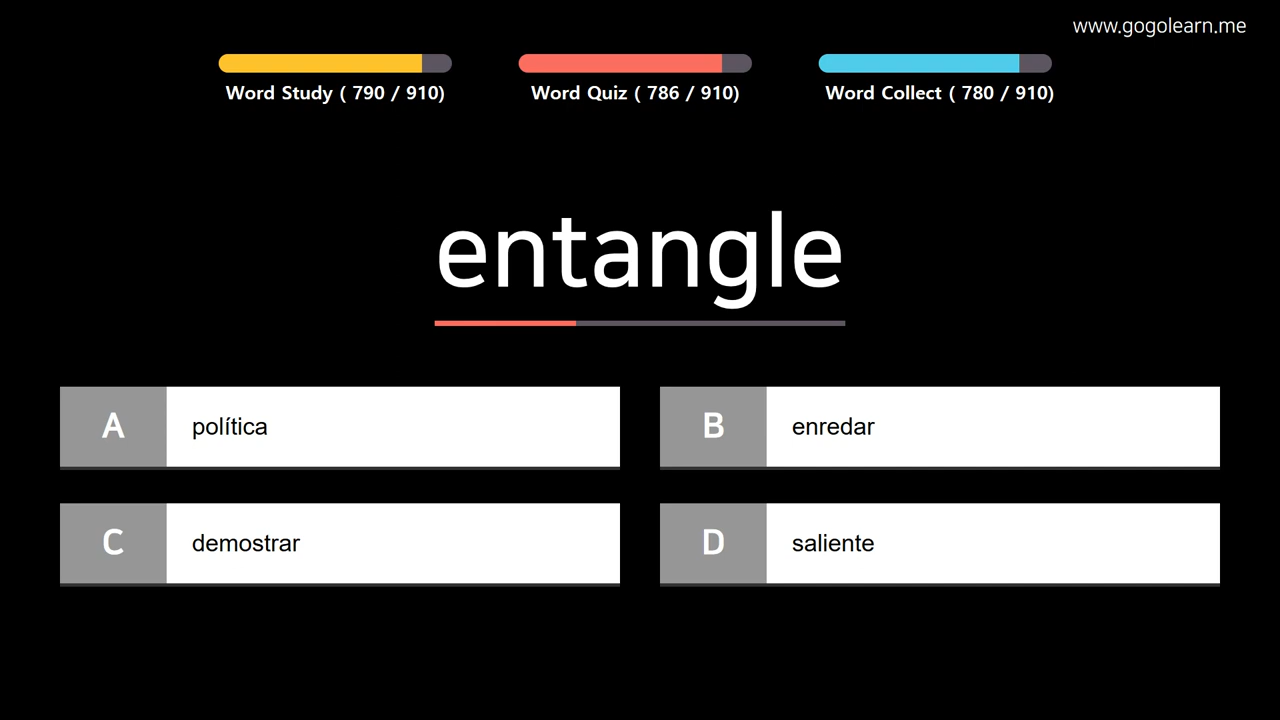 www.gogolearn.me
Word Study ( 790 / 910)
Word Quiz ( 786 / 910)
Word Collect ( 780 / 910)
entangle
A política
B enredar
C demostrar
D saliente